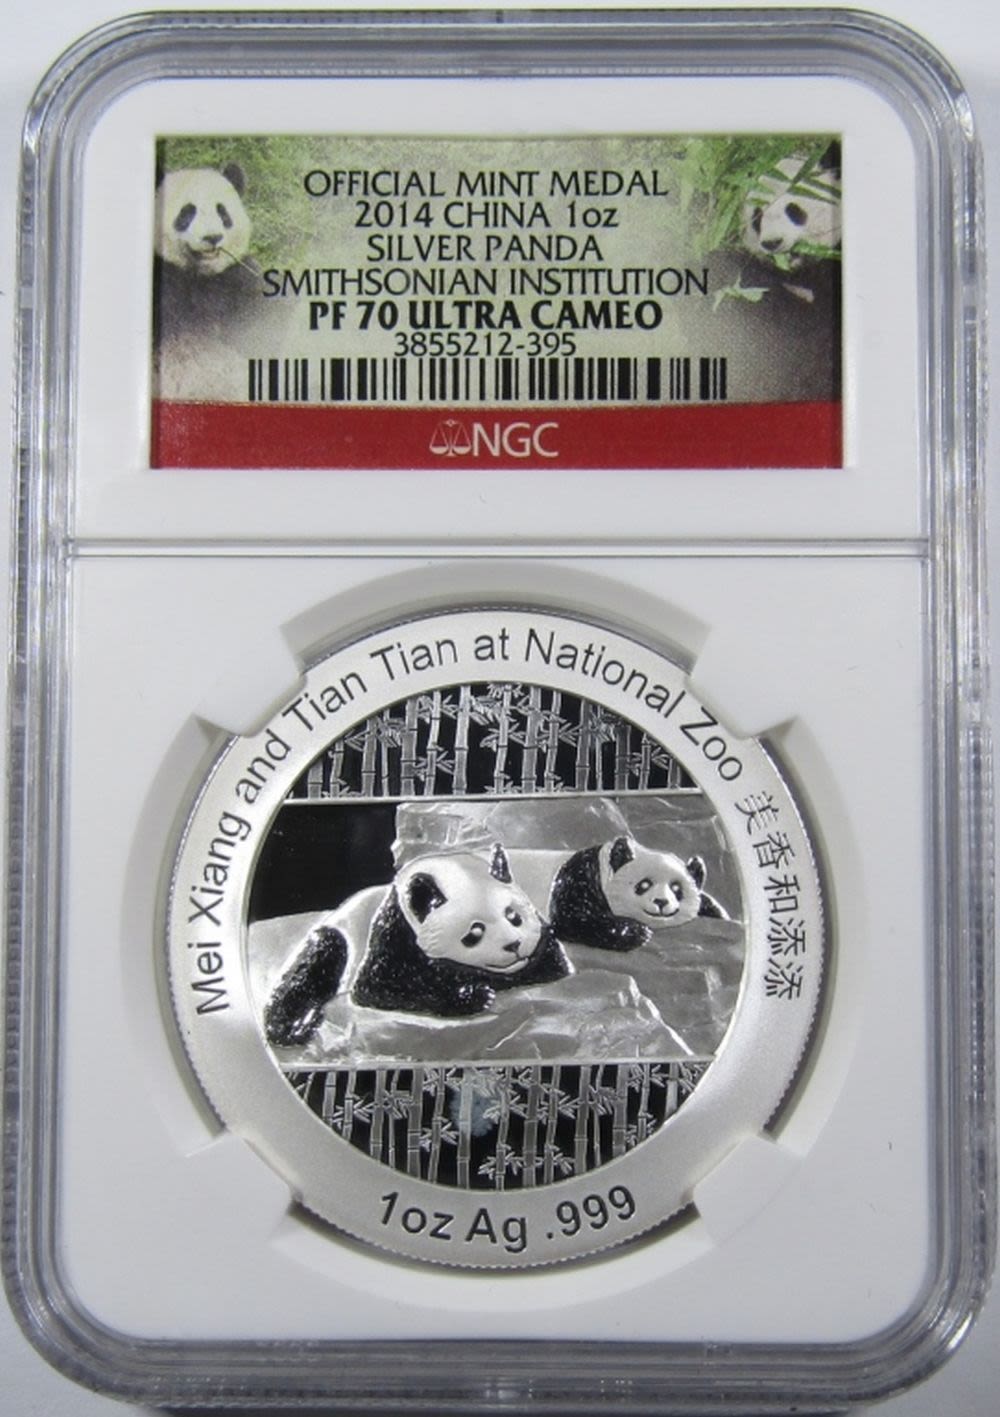 OFFICIAL MINT MEDAL
2014 CHINA 1oz
SILVER PANDA
SMITHSONIAN INSTITUTION
PF 70 ULTRA CAMEO
3855212-395
NGC
Mei Xiang and Tian Tian at National Zoo 美香和添添
1oz Ag .999